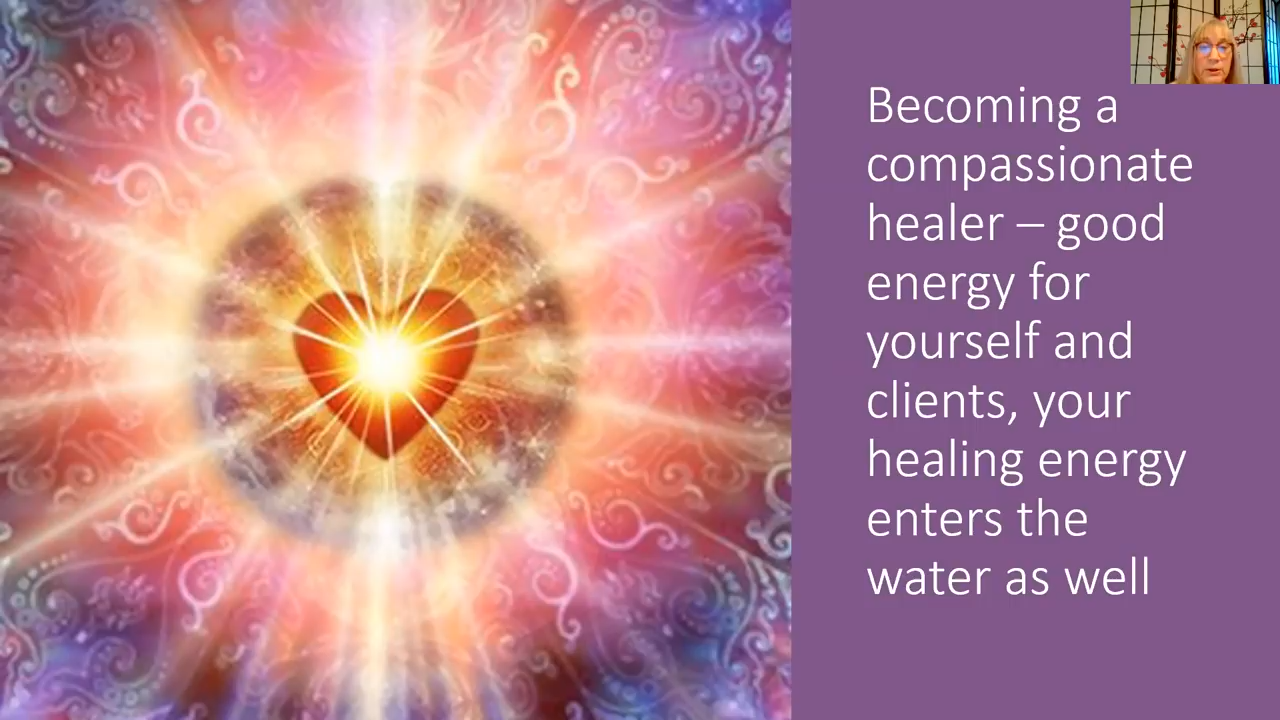 Becoming a
compassionate
healer – good
energy for
yourself and
clients, your
healing energy
enters the
water as well